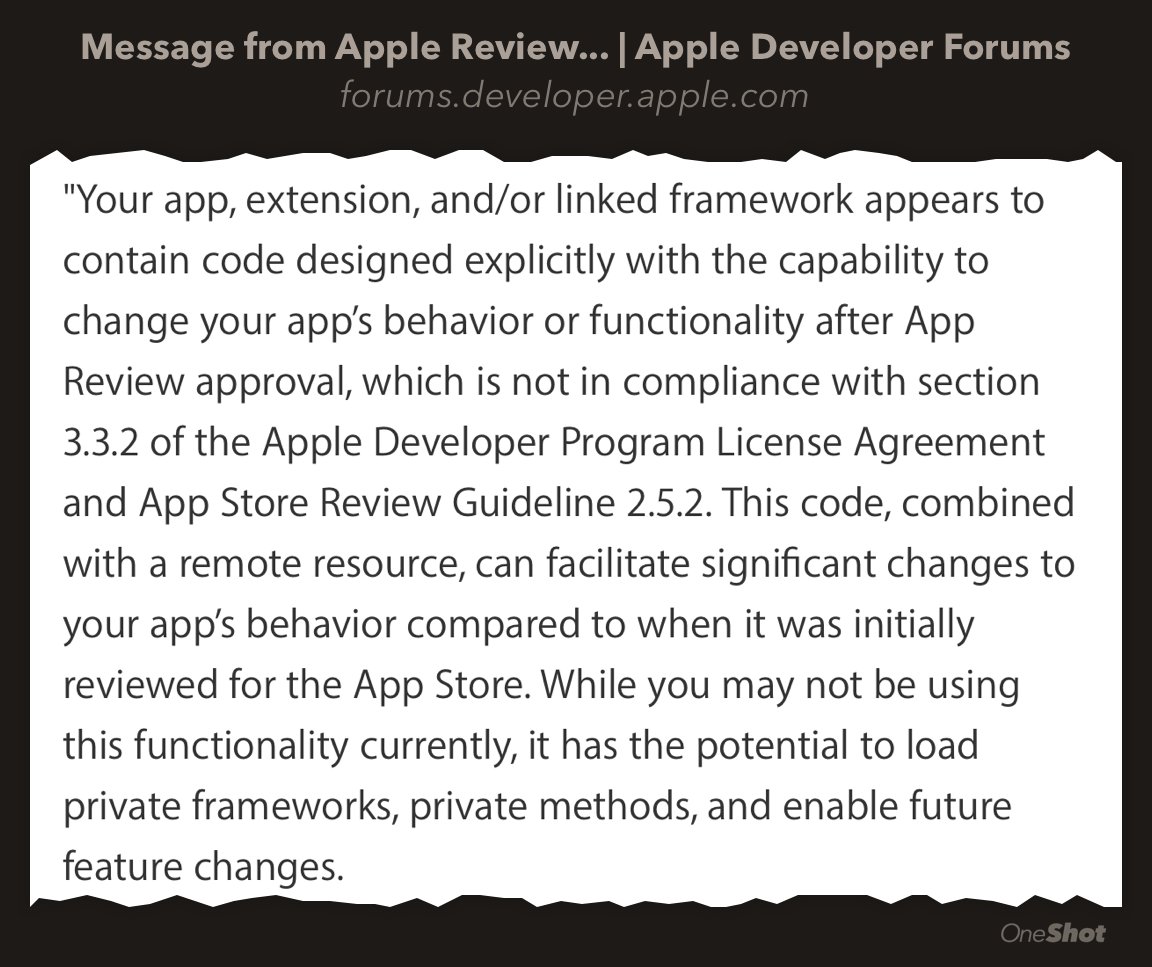 Message from Apple Review... | Apple Developer Forums
forums.developer.apple.com
"Your app, extension, and/or linked framework appears to
contain code designed explicitly with the capability to
change your app’s behavior or functionality after App
Review approval, which is not in compliance with section
3.3.2 of the Apple Developer Program License Agreement
and App Store Review Guideline 2.5.2. This code, combined
with a remote resource, can facilitate significant changes to
your app’s behavior compared to when it was initially
reviewed for the App Store. While you may not be using
this functionality currently, it has the potential to load
private frameworks, private methods, and enable future
feature changes.
OneShot